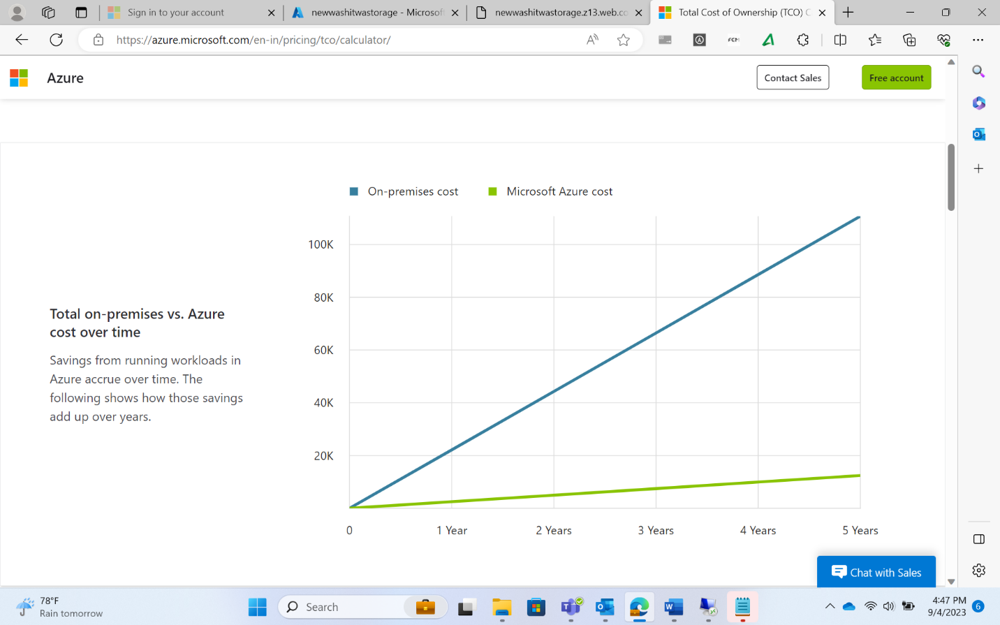 Sign in to your account
newwashitwastorage - Microsoft
newwashitwastorage.z13.web.co
Total Cost of Ownership (TCO) C
https://azure.microsoft.com/en-in/pricing/tco/calculator/
FCM
Azure
Contact Sales
Free account
On-premises cost
Microsoft Azure cost
100K
80K
60K
40K
20K
Total on-premises vs. Azure
cost over time
Savings from running workloads in
Azure accrue over time. The
following shows how those savings
add up over years.
0
1 Year
2 Years
3 Years
4 Years
5 Years
Chat with Sales
78°F
Rain tomorrow
Search
4:47 PM
9/4/2023
6